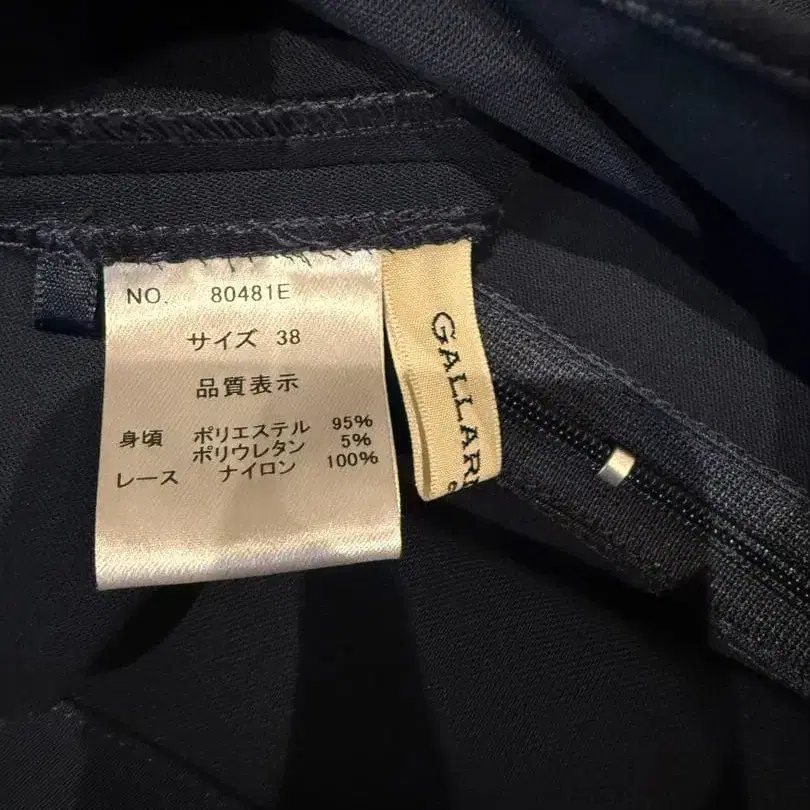 NO. 80481E
サイズ 38
品質表示
身頃 ポリエステル 95%
ポリウレタン 5%
レース ナイロン 100%